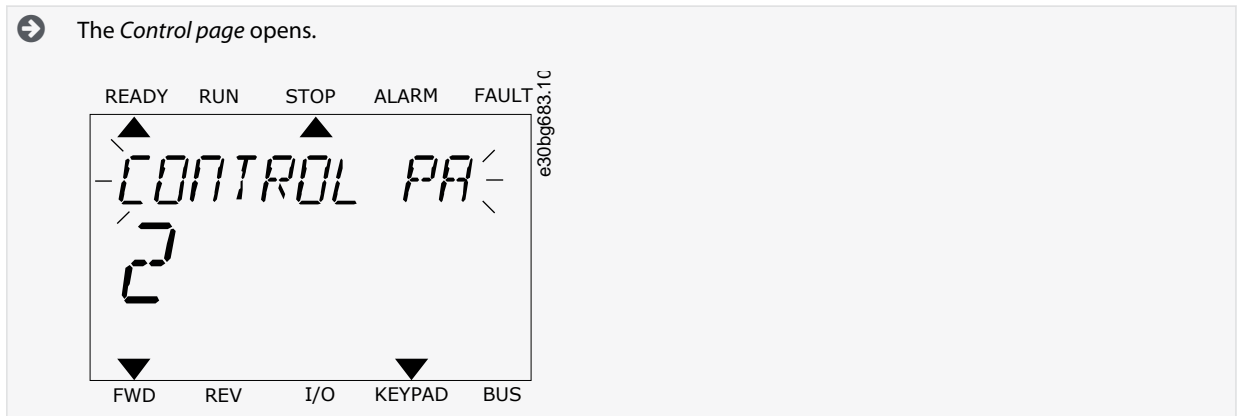 The Control page opens.
READY RUN STOP ALARM FAULT
e30bg683.10
CONTROL PA
2
FWD REV I/O KEYPAD BUS